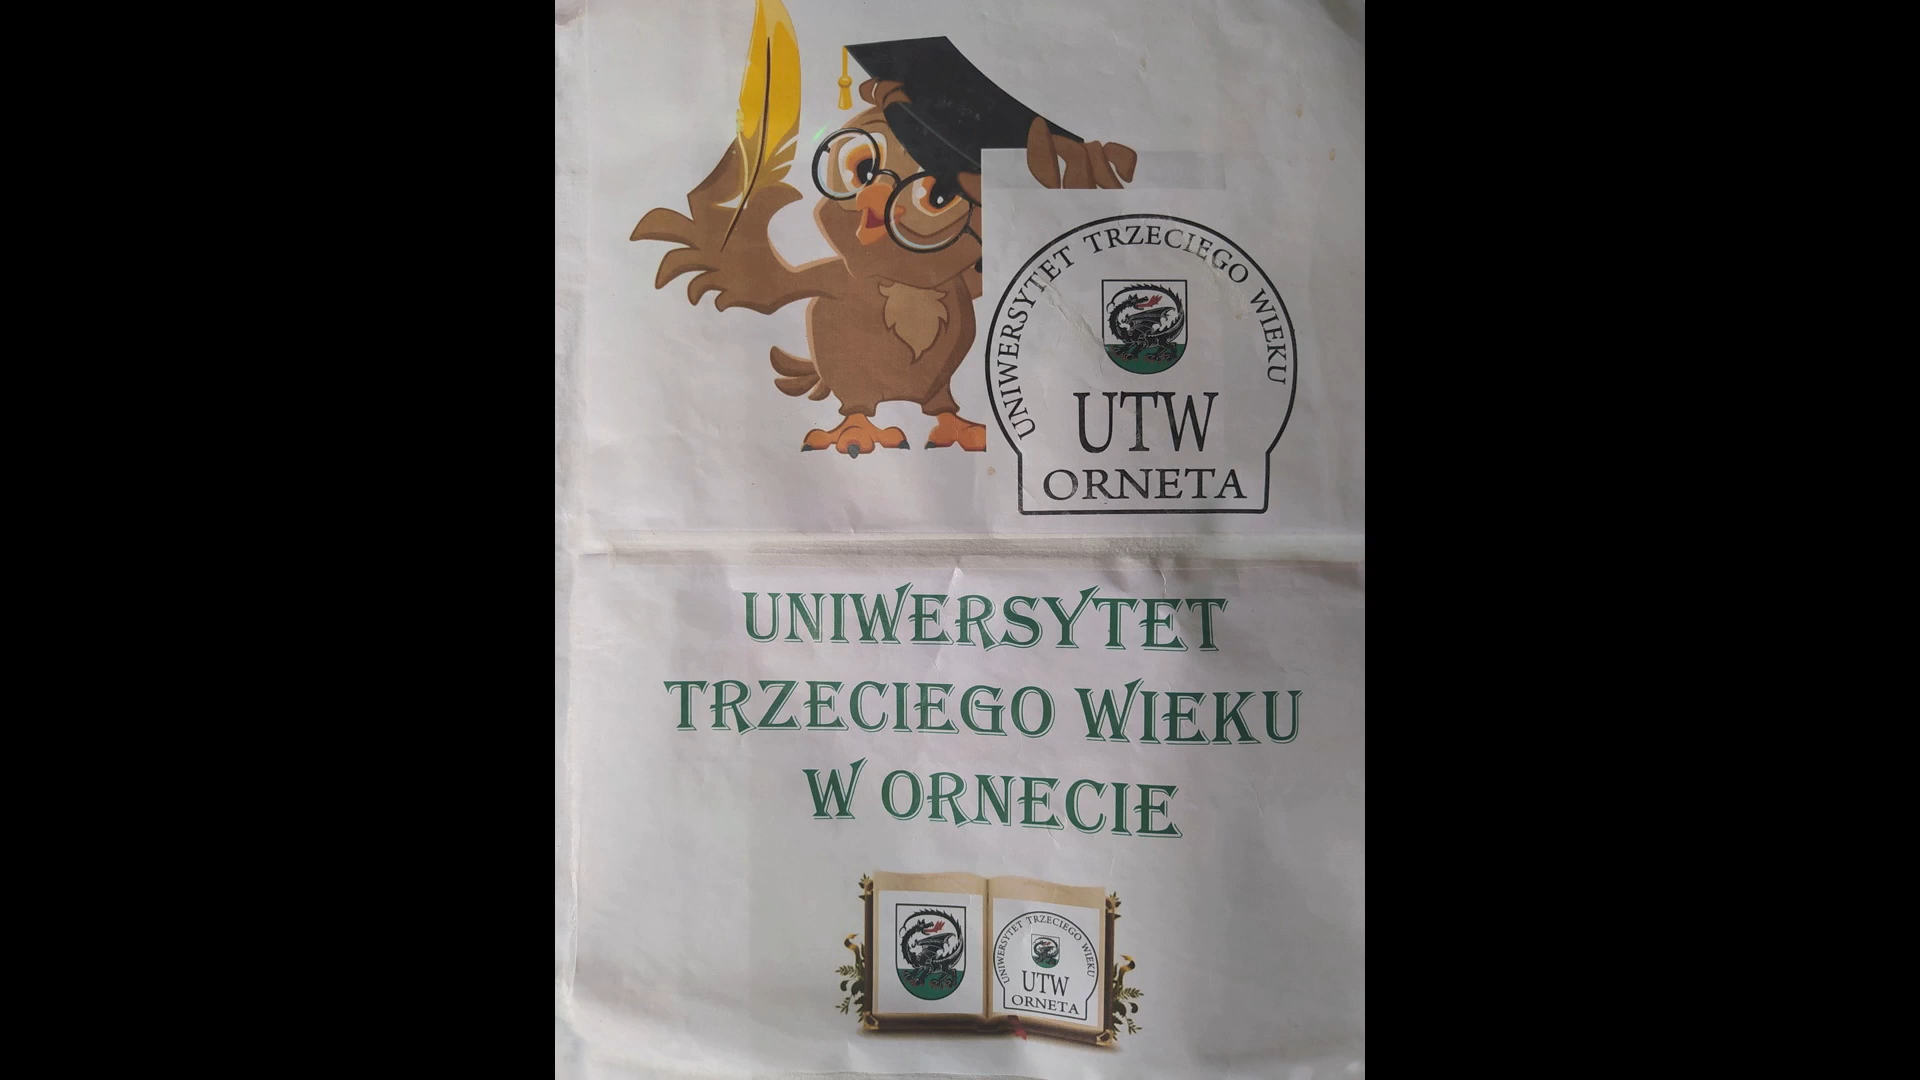 UNIWERSYTET TRZECIEGO WIEKU
UTW
ORNETA
UNIWERSYTET
TRZECIEGO WIEKU
W ORNECIE
UNIWERSYTET TRZECIEGO WIEKU
UTW
ORNETA